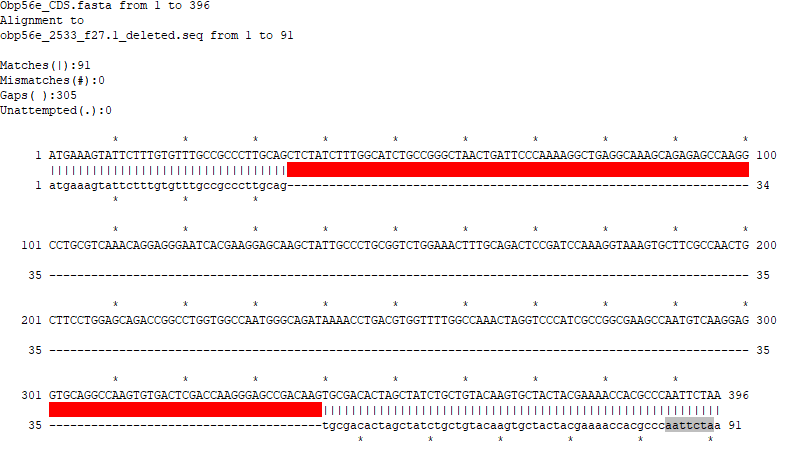 Obp56e_CDS.fasta from 1 to 396
Alignment to
obp56e_2533_f27.1_deleted.seq from 1 to 91
Matches(|):91
Mismatches(#):0
Gaps( ):305
Unattempted(.):0
* * * * * * * * * *
1 ATGAAAGTATTCTTTGTGTTTGCCGCCCTTGCAGCTCTATCTTTGGCATCTGCCGGGCTAACTGATTCCCAAAAGGCTGAGGCAAAGCAGAGAGCCAAGG 100
||||||||||||||||||||||||||||||||||
1 atgaaagtattctttgtgtttgccgcccttgcag------------------------------------------------------------------ 34
* * *
* * * * * * * * * *
101 CCTGCGTCAAACAGGAGGGAATCACGAAGGAGCAAGCTATTGCCCTGCGGTCTGGAAACTTTGCAGACTCCGATCCAAAGGTAAAGTGCTTCGCCAACTG 200
35 ---------------------------------------------------------------------------------------------------- 35
* * * * * * * * * *
201 CTTCCTGGAGCAGACCGGCCTGGTGGCCAATGGGCAGATAAAACCTGACGTGGTTTTGGCCAAACTAGGTCCCATCGCCGGCGAAGCCAATGTCAAGGAG 300
35 ---------------------------------------------------------------------------------------------------- 35
* * * * * * * * *
301 GTGCAGGCCAAGTGTGACTCGACCAAGGGAGCCGACAAGTGCGACACTAGCTATCTGCTGTACAAGTGCTACTACGAAAACCACGCCCAATTCTAA 396
|||||||||||||||||||||||||||||||||||||||||||||||||||||||||
35 ---------------------------------------tgcgacactagctatctgctgtacaagtgctactacgaaaaccacgcccaattctaa 91
* * * * * *